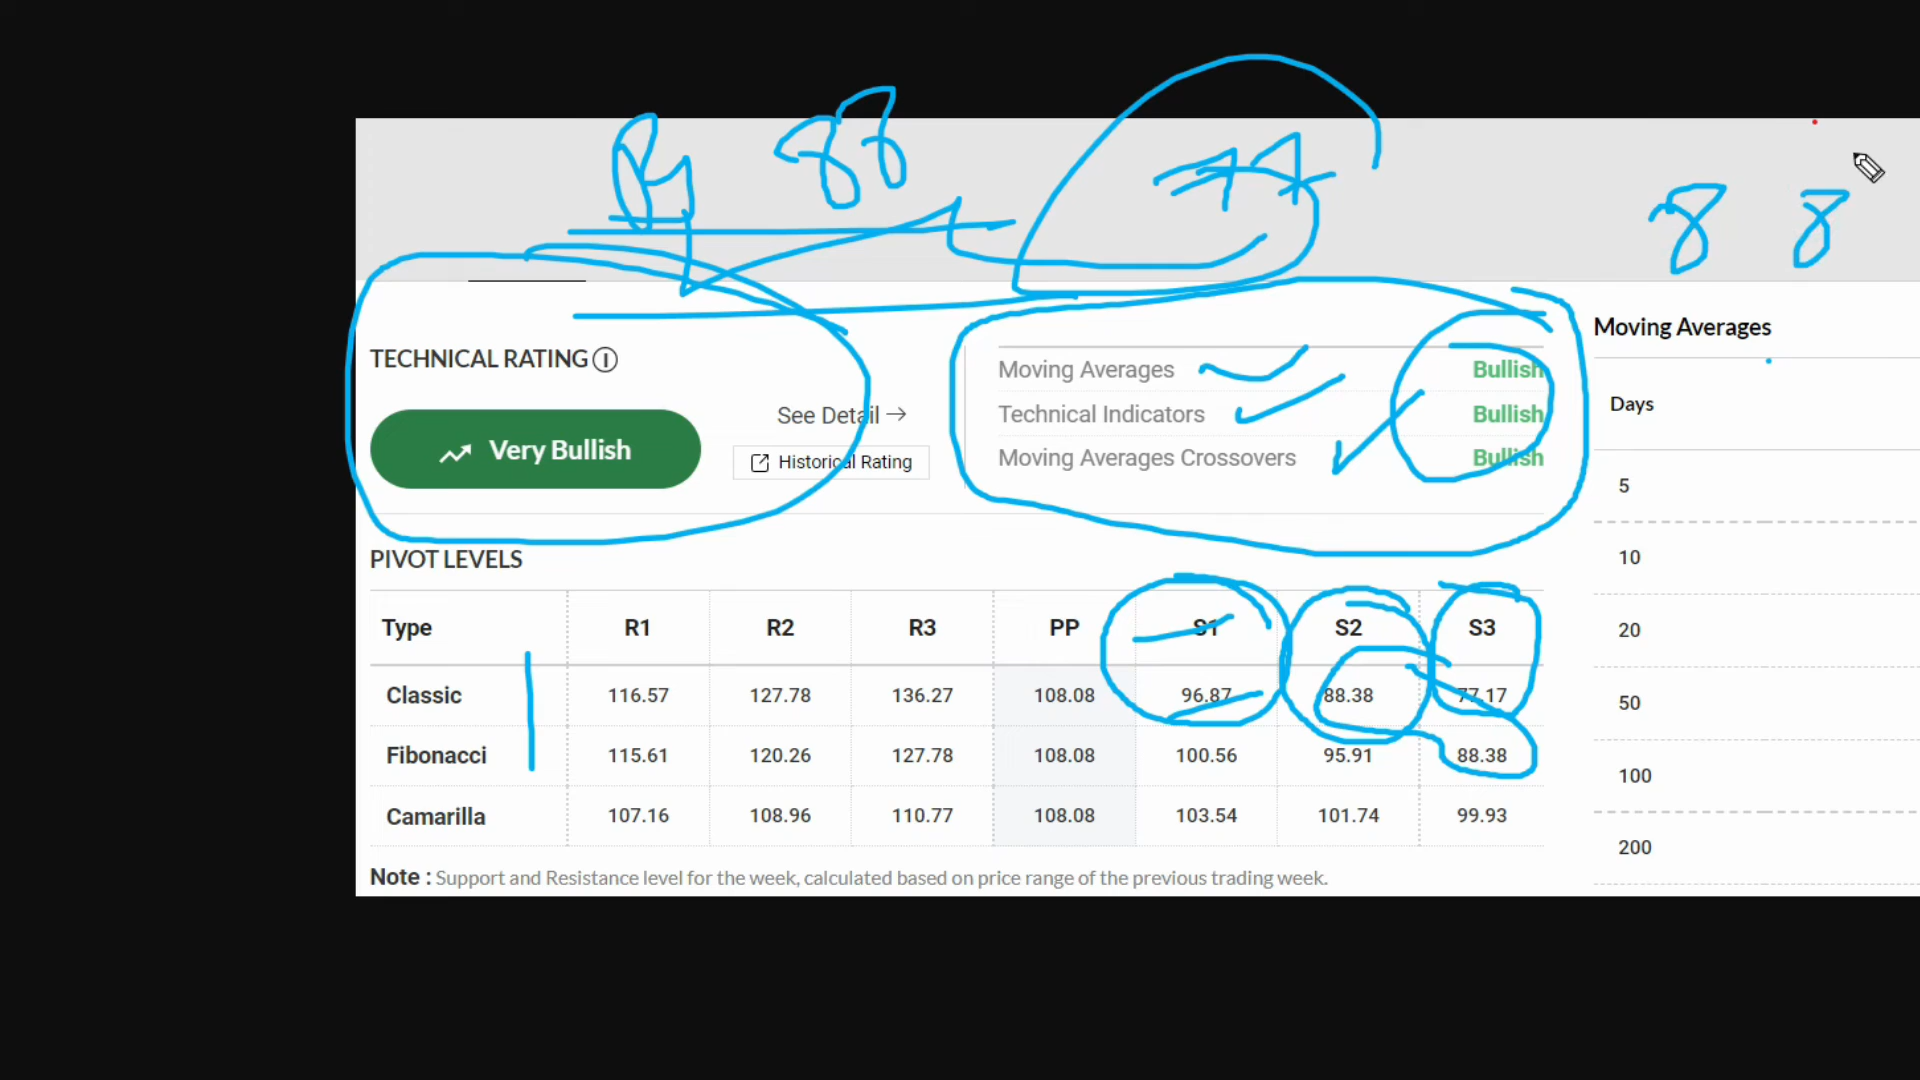 88
88
TECHNICAL RATING
Very Bullish
See Detail →
Historical Rating
Moving Averages Bullish
Technical Indicators Bullish
Moving Averages Crossovers Bullish
PIVOT LEVELS
Type R1 R2 R3 PP S1 S2 S3
Classic 116.57 127.78 136.27 108.08 96.87 88.38 77.17
Fibonacci 115.61 120.26 127.78 108.08 100.56 95.91 88.38
Camarilla 107.16 108.96 110.77 108.08 103.54 101.74 99.93
Note : Support and Resistance level for the week, calculated based on price range of the previous trading week.
Moving Averages
Days
5
10
20
50
100
200